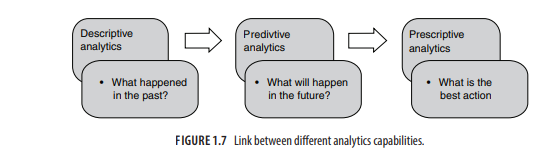 Descriptive
analytics
• What happened
in the past?
Predivtive
analytics
• What will happen
in the future?
Prescriptive
analytics
• What is the
best action
FIGURE 1.7 Link between different analytics capabilities.